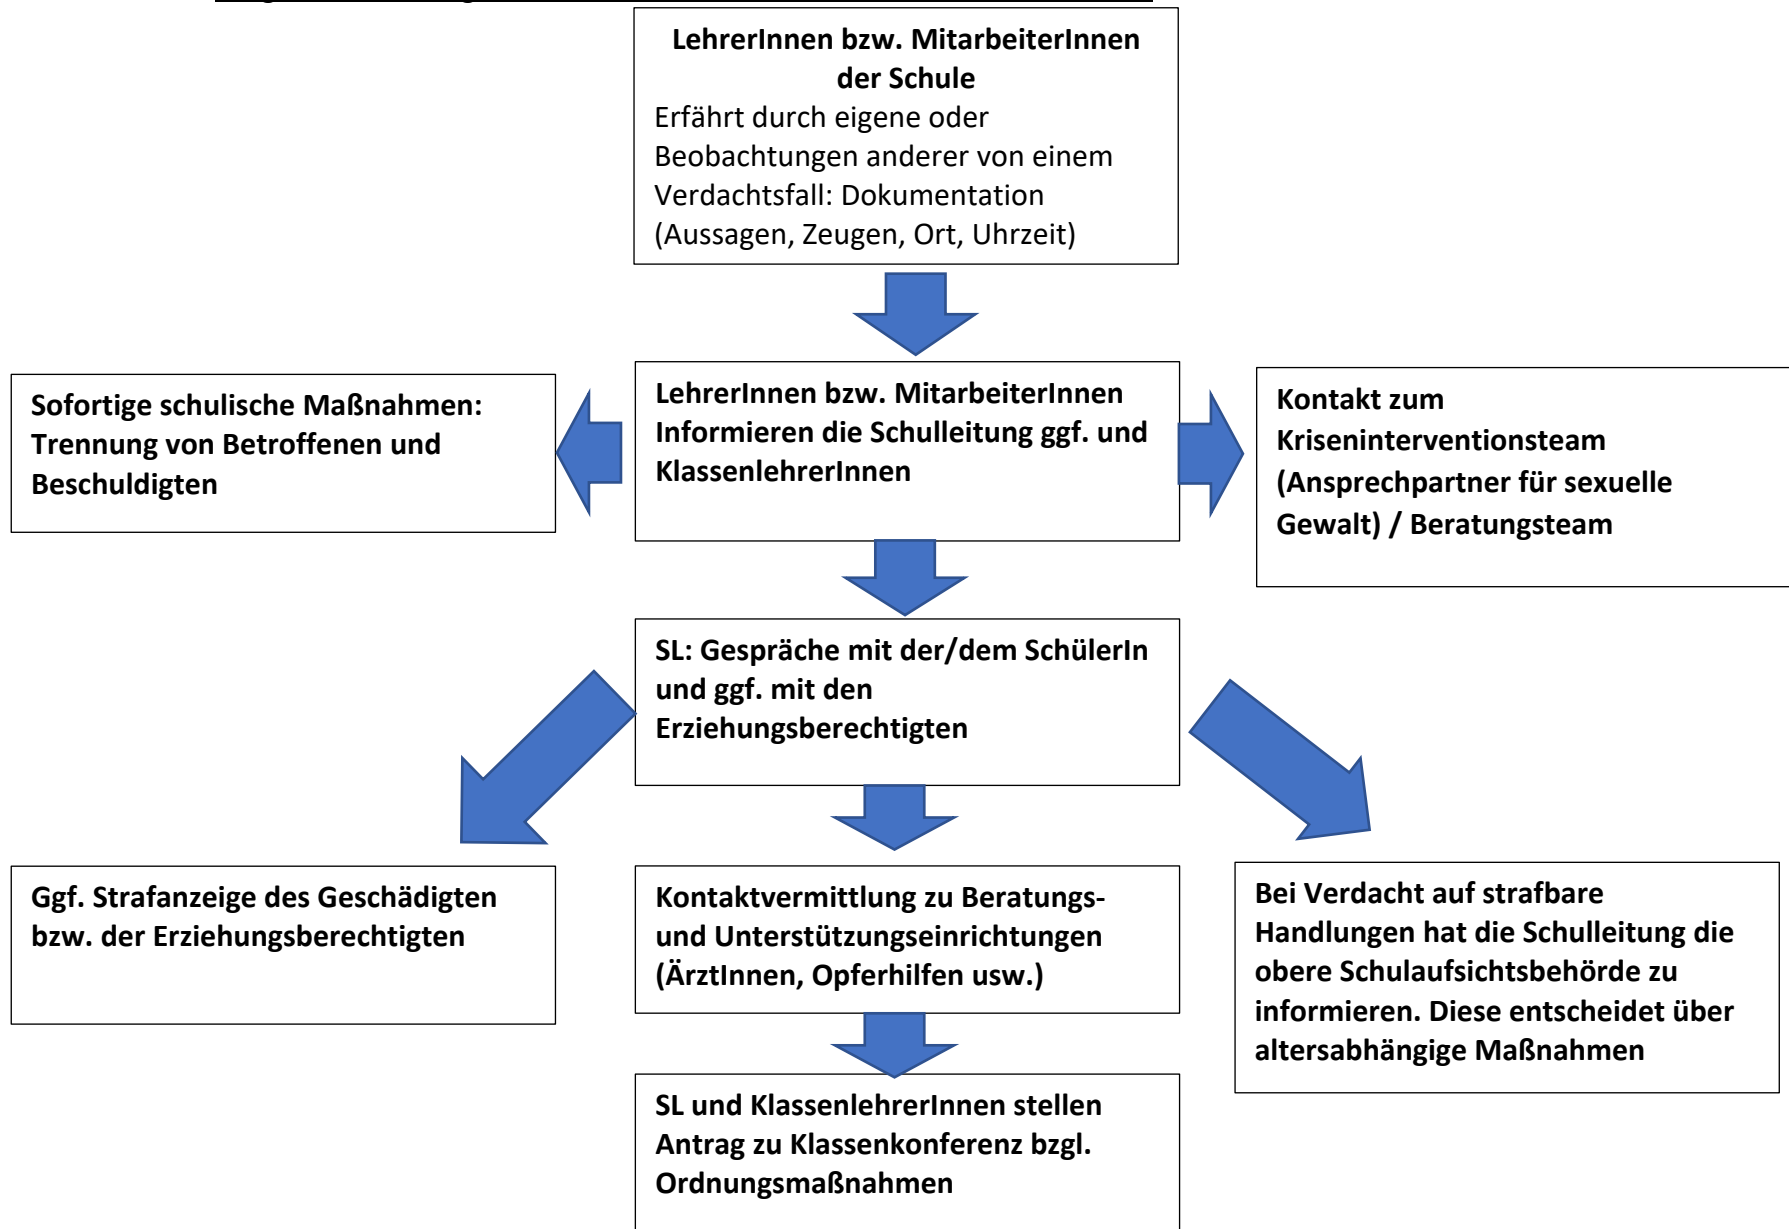 LehrerInnen bzw. MitarbeiterInnen
der Schule
Erfährt durch eigene oder
Beobachtungen anderer von einem
Verdachtsfall: Dokumentation
(Aussagen, Zeugen, Ort, Uhrzeit)
Sofortige schulische Maßnahmen:
Trennung von Betroffenen und
Beschuldigten
LehrerInnen bzw. MitarbeiterInnen
Informieren die Schulleitung ggf. und
KlassenlehrerInnen
Kontakt zum
Kriseninterventionsteam
(Ansprechpartner für sexuelle
Gewalt) / Beratungsteam
SL: Gespräche mit der/dem SchülerIn
und ggf. mit den
Erziehungsberechtigten
Ggf. Strafanzeige des Geschädigten
bzw. der Erziehungsberechtigten
Kontaktvermittlung zu Beratungs-
und Unterstützungseinrichtungen
(ÄrztInnen, Opferhilfen usw.)
Bei Verdacht auf strafbare
Handlungen hat die Schulleitung die
obere Schulaufsichtsbehörde zu
informieren. Diese entscheidet über
altersabhängige Maßnahmen
SL und KlassenlehrerInnen stellen
Antrag zu Klassenkonferenz bzgl.
Ordnungsmaßnahmen